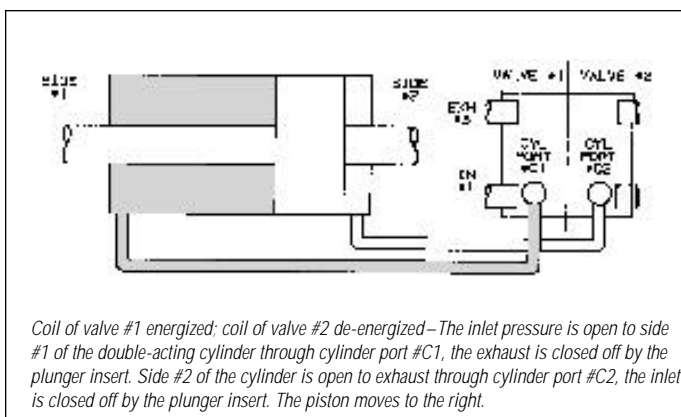 SIDE
#1
SIDE
#2
VALVE #1
VALVE #2
EXH
#3
CYL
PORT
#C1
CYL
PORT
#C2
IN
#1
Coil of valve #1 energized; coil of valve #2 de-energized–The inlet pressure is open to side
#1 of the double-acting cylinder through cylinder port #C1, the exhaust is closed off by the
plunger insert. Side #2 of the cylinder is open to exhaust through cylinder port #C2, the inlet
is closed off by the plunger insert. The piston moves to the right.